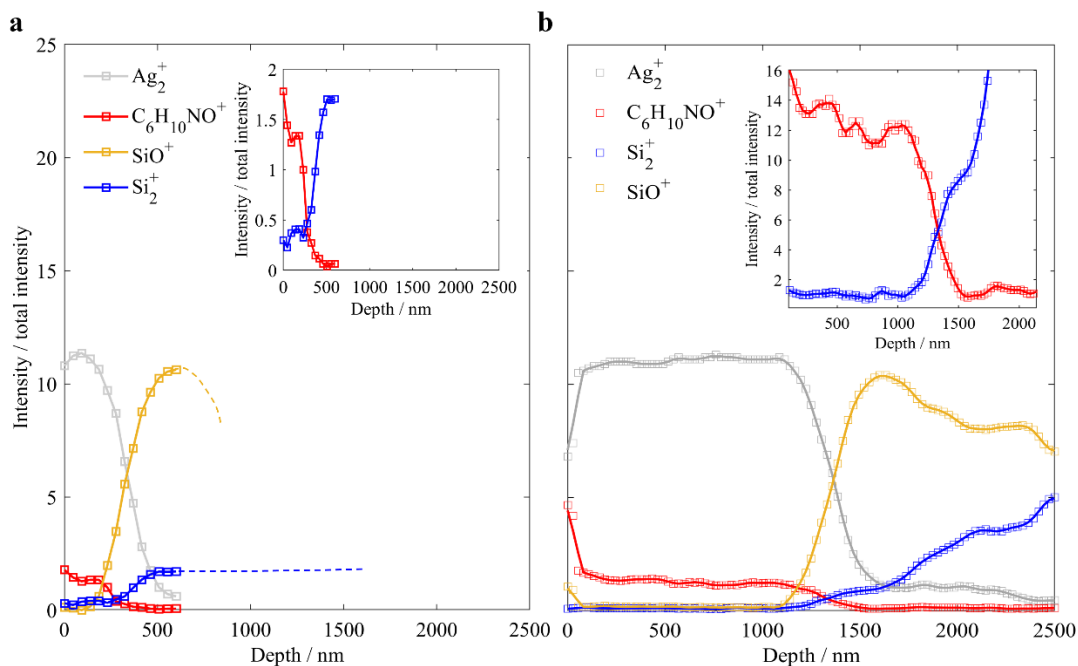 a
25
20
15
10
5
0
Intensity / total intensity
0 500 1000 1500 2000 2500
Depth / nm
Ag₂⁺
C₆H₁₀NO⁺
SiO⁺
Si₂⁺
2
1.5
1
0.5
0
Intensity / total intensity
0 500 1000 1500 2000 2500
Depth / nm
b
Ag₂⁺
C₆H₁₀NO⁺
Si₂⁺
SiO⁺
16
14
12
10
8
6
4
2
Intensity / total intensity
500 1000 1500 2000
Depth / nm
0 500 1000 1500 2000 2500
Depth / nm